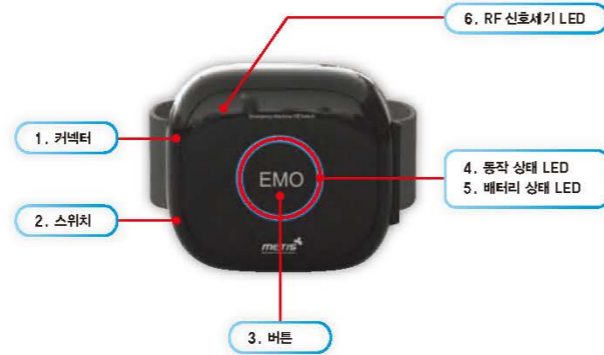 6. RF 신호세기 LED
1. 커넥터
EMO
4. 동작 상태 LED
5. 배터리 상태 LED
2. 스위치
metis
3. 버튼